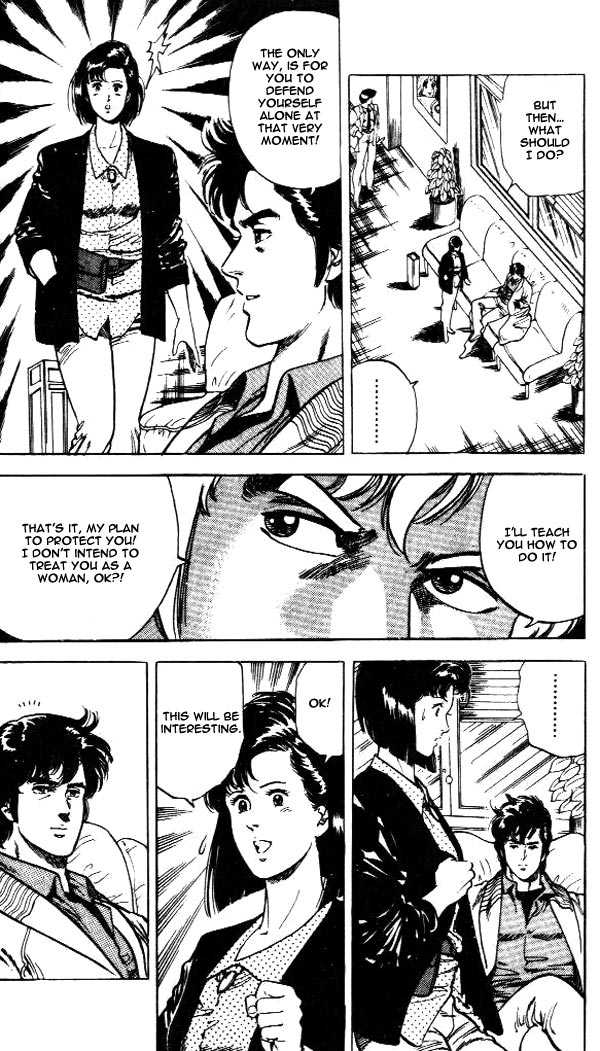 BUT
THEN...
WHAT
SHOULD
I DO?
.........
THE ONLY
WAY, IS FOR
YOU TO
DEFEND
YOURSELF
ALONE AT
THAT VERY
MOMENT!
I'LL TEACH
YOU HOW TO
DO IT!
THAT'S IT, MY PLAN
TO PROTECT YOU!
I DON'T INTEND TO
TREAT YOU AS A
WOMAN, OK?!
.........
OK!
THIS WILL BE
INTERESTING.